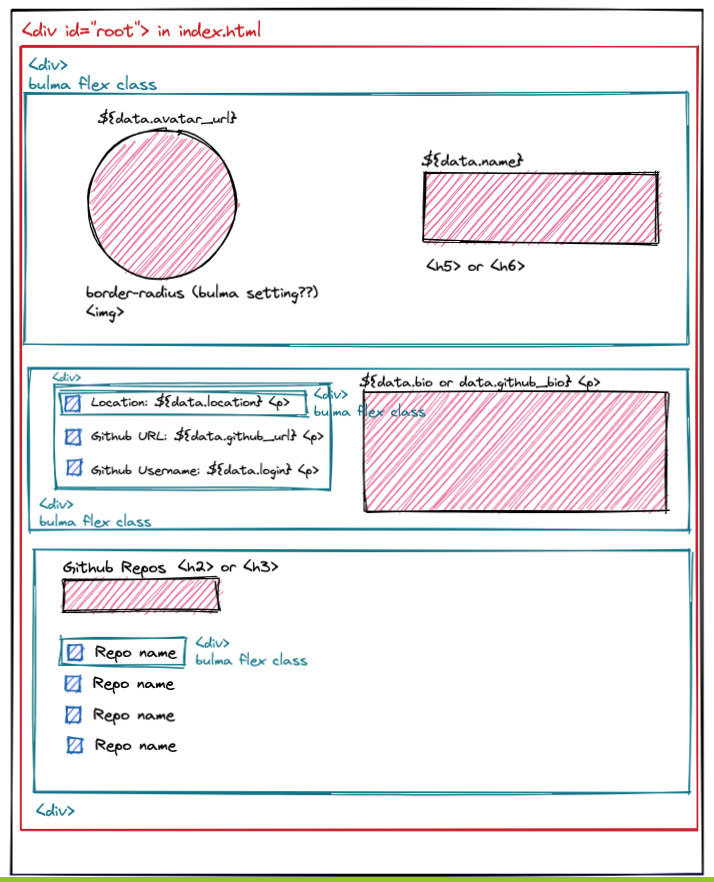 <div id="root"> in index.html
<div>
bulma flex class
${data.avatar_url}
${data.name}
<h5> or <h6>
border-radius (bulma setting??)
<img>
<div>
${data.bio or data.github_bio} <p>
Location: ${data.location} <p>
<div>
bulma flex class
Github URL: ${data.github_url} <p>
Github Username: ${data.login} <p>
<div>
bulma flex class
Github Repos <h2> or <h3>
Repo name
<div>
bulma flex class
Repo name
Repo name
Repo name
<div>